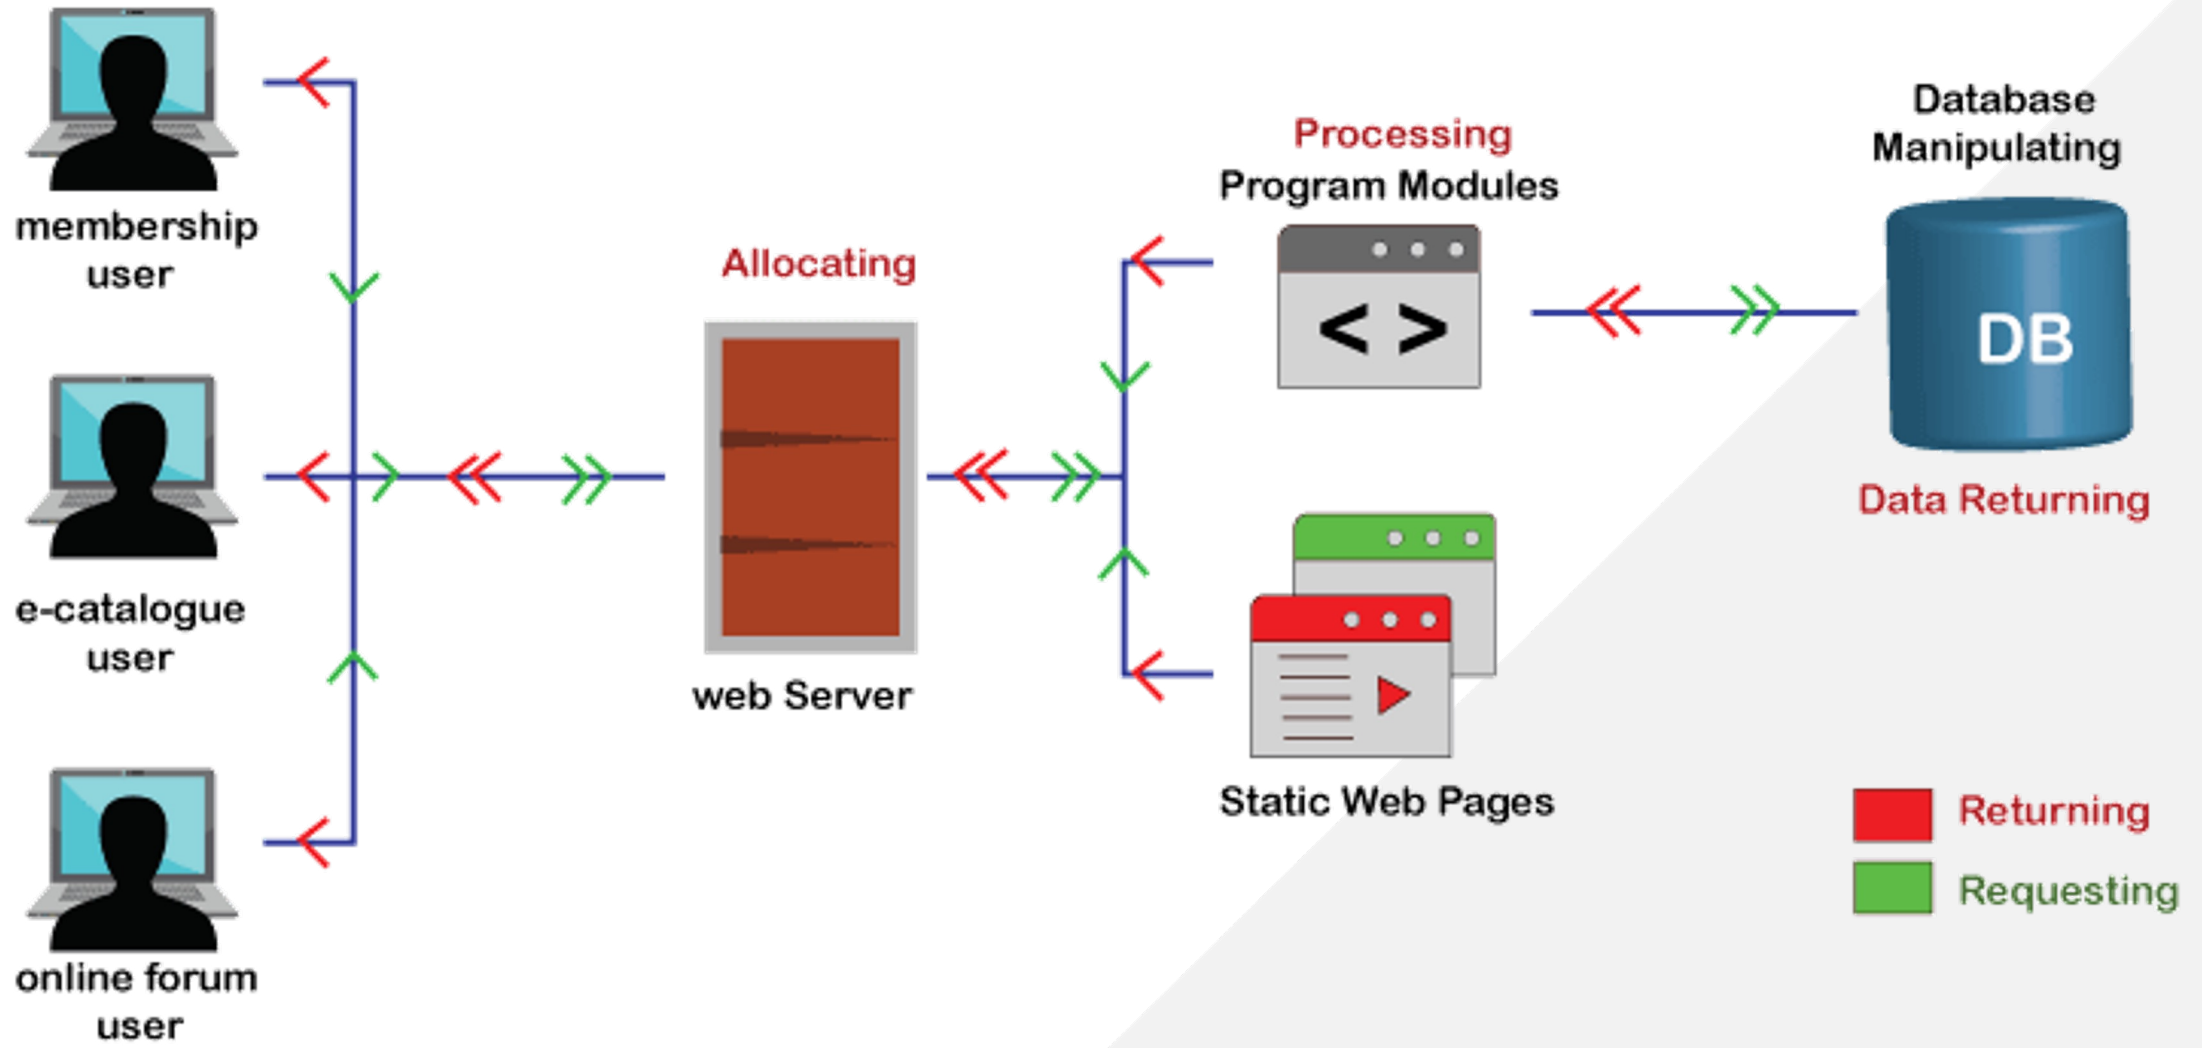 membership
user
e-catalogue
user
online forum
user
Allocating
web Server
Processing
Program Modules
< >
Static Web Pages
Database
Manipulating
DB
Data Returning
Returning
Requesting